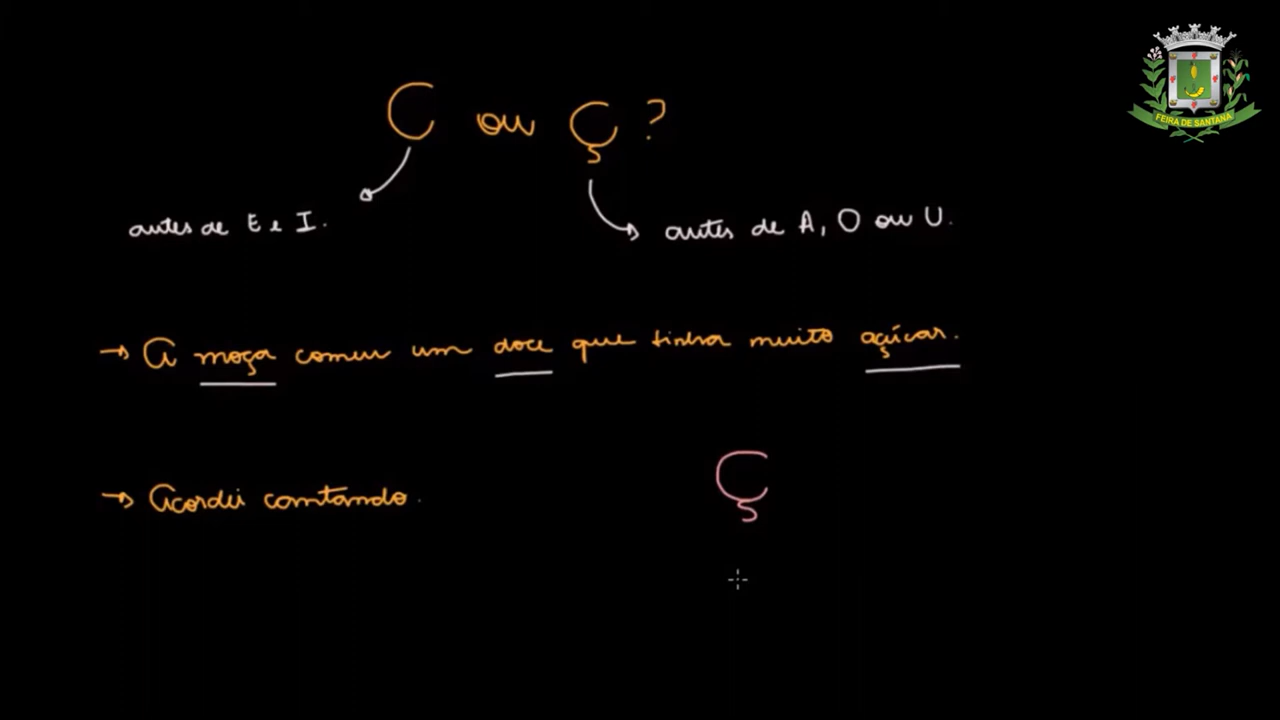 C ou Ç ?
antes de E e I.
antes de A, O ou U.
→ A moça comeu um doce que tinha muito açúcar.
→ Acordei cantando.
Ç
FEIRA DE SANTANA